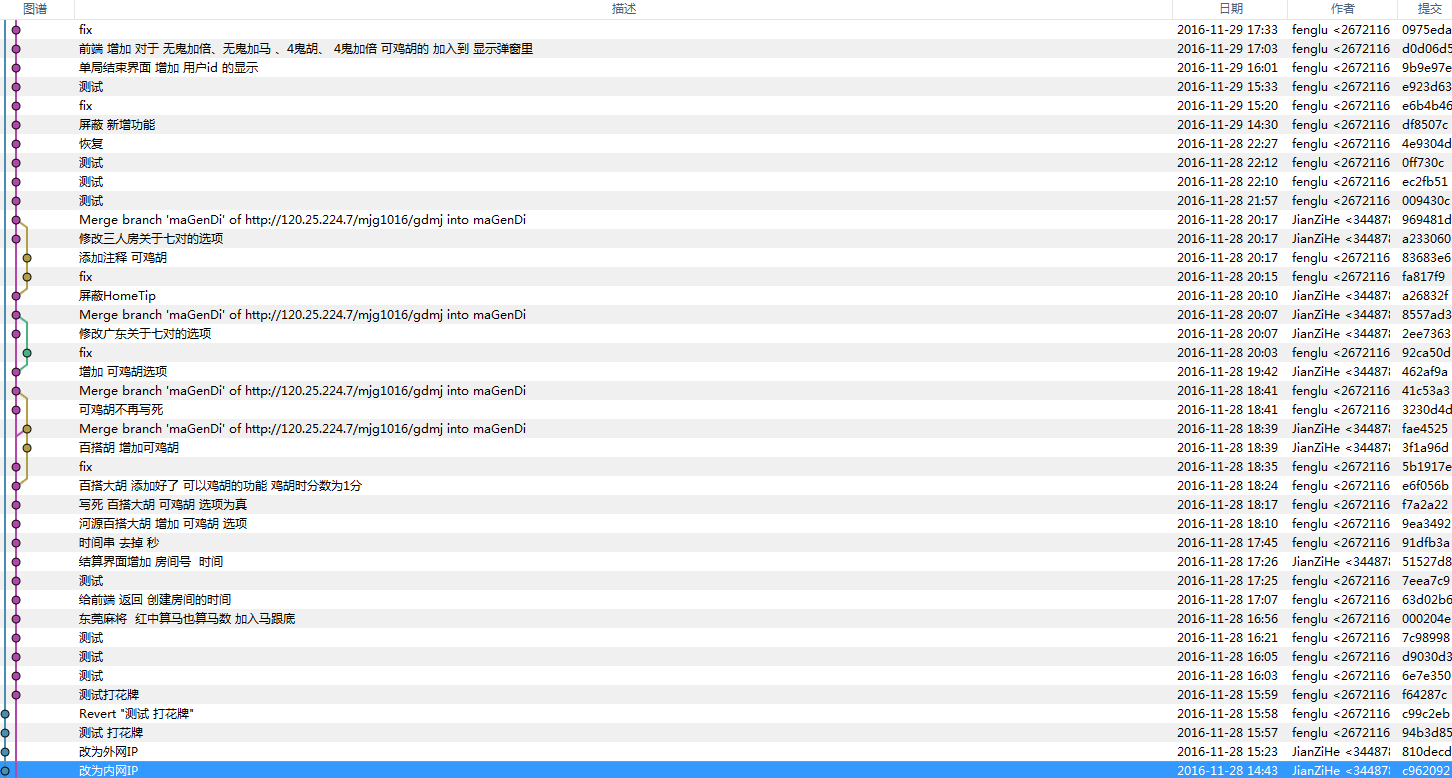 图谱 描述 日期 作者 提交
fix 2016-11-29 17:33 fenglu <2672116 0975eda
前端 增加 对于 无鬼加倍、无鬼加马 、4鬼胡、 4鬼加倍 可鸡胡的 加入到 显示弹窗里 2016-11-29 17:03 fenglu <2672116 d0d06d5
单局结束界面 增加 用户id 的显示 2016-11-29 16:01 fenglu <2672116 9b9e97e
测试 2016-11-29 15:33 fenglu <2672116 e923d63
fix 2016-11-29 15:20 fenglu <2672116 e6b4b46
屏蔽 新增功能 2016-11-29 14:30 fenglu <2672116 df8507c
恢复 2016-11-28 22:27 fenglu <2672116 4e9304d
测试 2016-11-28 22:12 fenglu <2672116 0ff730c
测试 2016-11-28 22:10 fenglu <2672116 ec2fb51
测试 2016-11-28 21:57 fenglu <2672116 009430c
Merge branch 'maGenDi' of http://120.25.224.7/mjg1016/gdmj into maGenDi 2016-11-28 20:17 JianZiHe <344878 969481d
修改三人房关于七对的选项 2016-11-28 20:17 JianZiHe <344878 a233060
添加注释 可鸡胡 2016-11-28 20:17 fenglu <2672116 83683e6
fix 2016-11-28 20:15 fenglu <2672116 fa817f9
屏蔽HomeTip 2016-11-28 20:10 JianZiHe <344878 a26832f
Merge branch 'maGenDi' of http://120.25.224.7/mjg1016/gdmj into maGenDi 2016-11-28 20:07 JianZiHe <344878 8557ad3
修改广东关于七对的选项 2016-11-28 20:07 JianZiHe <344878 2ee7363
fix 2016-11-28 20:03 fenglu <2672116 92ca50d
增加 可鸡胡选项 2016-11-28 19:42 JianZiHe <344878 462af9a
Merge branch 'maGenDi' of http://120.25.224.7/mjg1016/gdmj into maGenDi 2016-11-28 18:41 fenglu <2672116 41c53a3
可鸡胡不再写死 2016-11-28 18:41 fenglu <2672116 3230d4d
Merge branch 'maGenDi' of http://120.25.224.7/mjg1016/gdmj into maGenDi 2016-11-28 18:39 JianZiHe <344878 fae4525
百搭胡 增加可鸡胡 2016-11-28 18:39 JianZiHe <344878 3f1a96d
fix 2016-11-28 18:35 fenglu <2672116 5b1917e
百搭大胡 添加好了 可以鸡胡的功能 鸡胡时分数为1分 2016-11-28 18:24 fenglu <2672116 e6f056b
写死 百搭大胡 可鸡胡 选项为真 2016-11-28 18:17 fenglu <2672116 f7a2a22
河源百搭大胡 增加 可鸡胡 选项 2016-11-28 18:10 fenglu <2672116 9ea3492
时间串 去掉 秒 2016-11-28 17:45 fenglu <2672116 91dfb3a
结算界面增加 房间号 时间 2016-11-28 17:26 JianZiHe <344878 51527d8
测试 2016-11-28 17:25 fenglu <2672116 7eea7c9
给前端 返回 创建房间的时间 2016-11-28 17:07 fenglu <2672116 63d02b6
东莞麻将 红中算马也算马数 加入马跟底 2016-11-28 16:56 fenglu <2672116 000204e
测试 2016-11-28 16:21 fenglu <2672116 7c98998
测试 2016-11-28 16:05 fenglu <2672116 d9030d3
测试 2016-11-28 16:03 fenglu <2672116 6e7e350
测试打花牌 2016-11-28 15:59 fenglu <2672116 f64287c
Revert "测试 打花牌" 2016-11-28 15:58 fenglu <2672116 c99c2eb
测试 打花牌 2016-11-28 15:57 fenglu <2672116 94b3d85
改为外网IP 2016-11-28 15:23 JianZiHe <344878 810decd
改为内网IP 2016-11-28 14:43 JianZiHe <344878 c962092